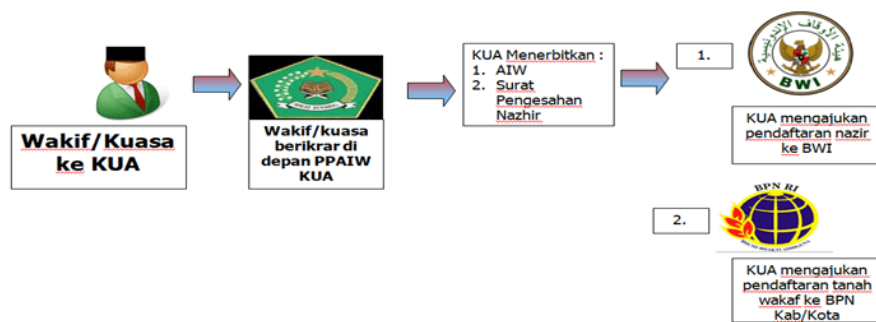 Wakif/Kuasa
ke KUA
Wakif/kuasa
berikrar di
depan PPAIW
KUA
KUA Menerbitkan :
1. AIW
2. Surat
Pengesahan
Nazhir
1.
BWI
KUA mengajukan
pendaftaran nazir
ke BWI
2.
BPN RI
KUA mengajukan
pendaftaran tanah
wakaf ke BPN
Kab/Kota